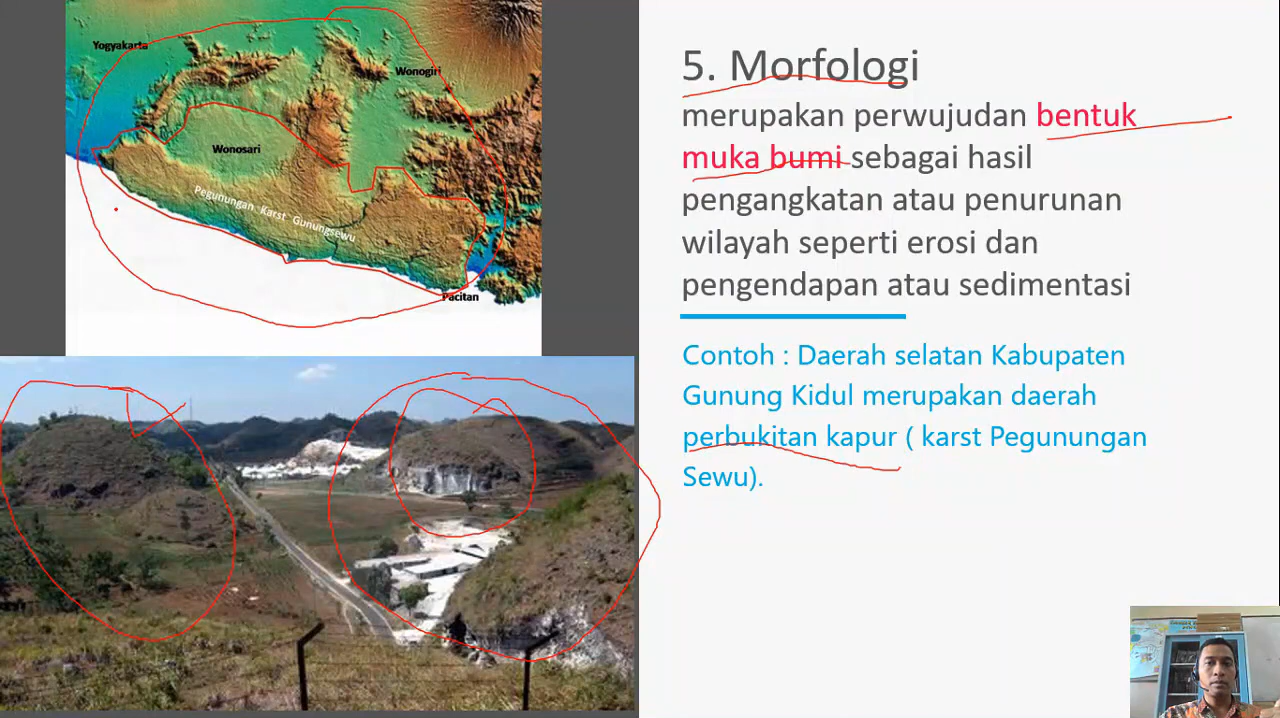 Yogyakarta
Wonogiri
Wonosari
Pegunungan Karst Gunungsewu
Pacitan
5. Morfologi
merupakan perwujudan bentuk
muka bumi sebagai hasil
pengangkatan atau penurunan
wilayah seperti erosi dan
pengendapan atau sedimentasi
Contoh : Daerah selatan Kabupaten
Gunung Kidul merupakan daerah
perbukitan kapur ( karst Pegunungan
Sewu).